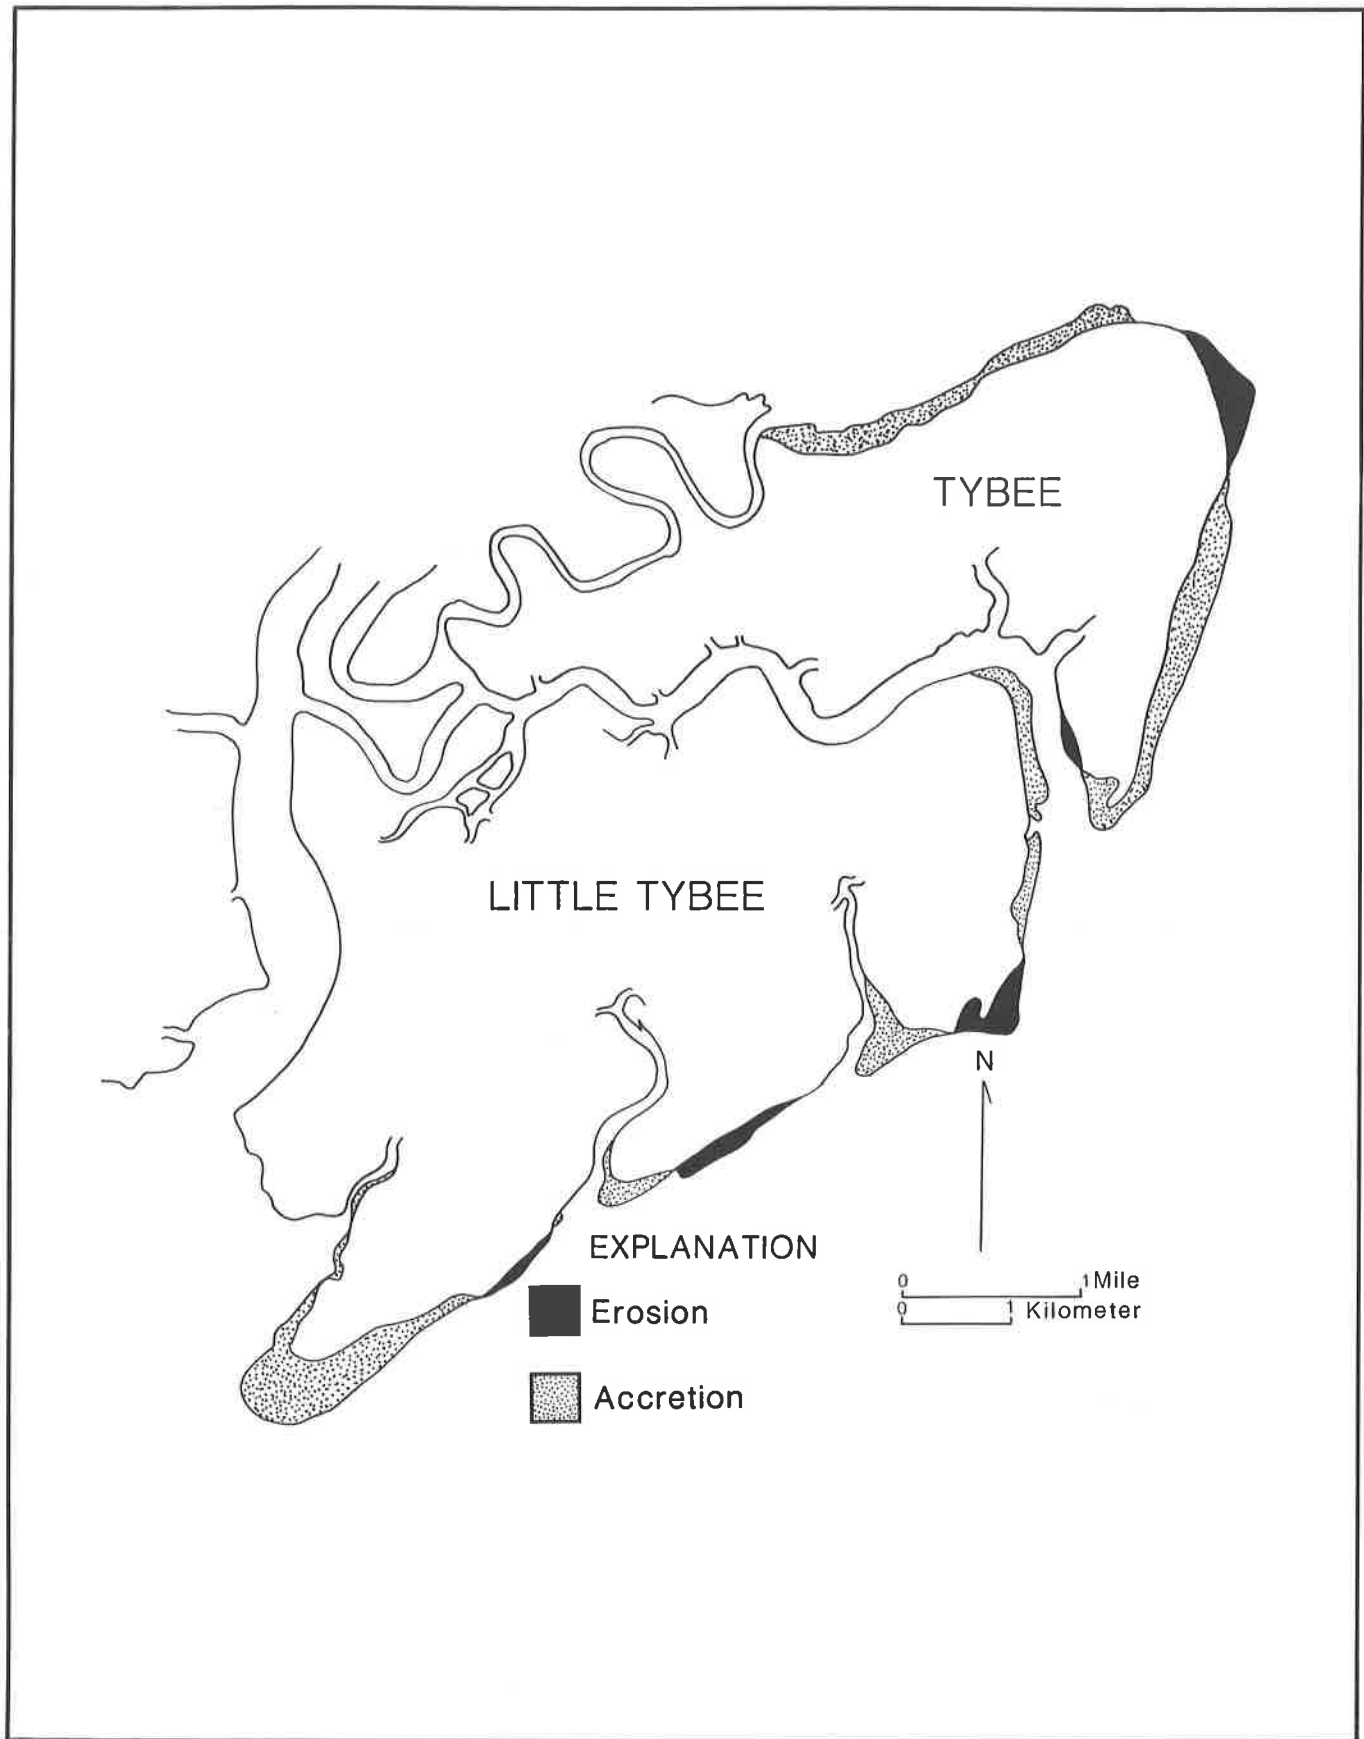 TYBEE
LITTLE TYBEE
N
EXPLANATION
Erosion
Accretion
0 1 Mile
0 1 Kilometer